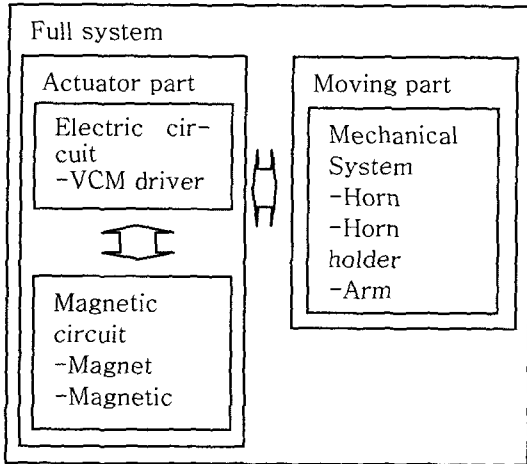 Full system
Actuator part
Electric cir-
cuit
-VCM driver
Magnetic
circuit
-Magnet
-Magnetic
Moving part
Mechanical
System
-Horn
-Horn
holder
-Arm